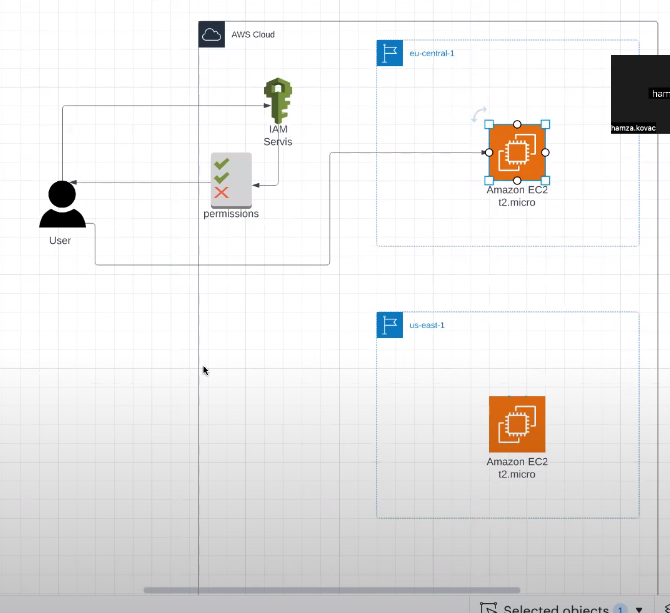 AWS Cloud
eu-central-1
ham
hamza.kovac
IAM
Servis
permissions
Amazon EC2
t2.micro
User
us-east-1
Amazon EC2
t2.micro
Selected objects 1